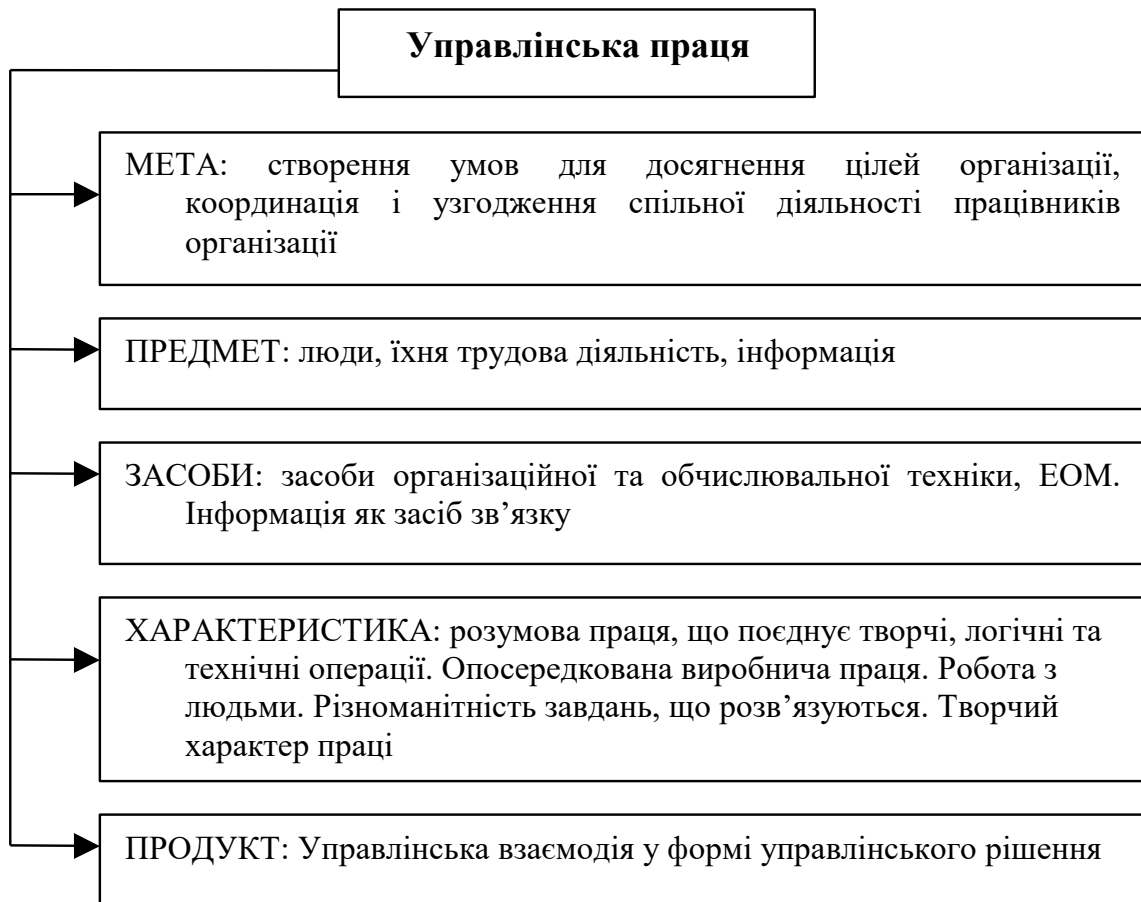 Управлінська праця
МЕТА: створення умов для досягнення цілей організації,
координація і узгодження спільної діяльності працівників
організації
ПРЕДМЕТ: люди, їхня трудова діяльність, інформація
ЗАСОБИ: засоби організаційної та обчислювальної техніки, ЕОМ.
Інформація як засіб зв’язку
ХАРАКТЕРИСТИКА: розумова праця, що поєднує творчі, логічні та
технічні операції. Опосередкована виробнича праця. Робота з
людьми. Різноманітність завдань, що розв’язуються. Творчий
характер праці
ПРОДУКТ: Управлінська взаємодія у формі управлінського рішення